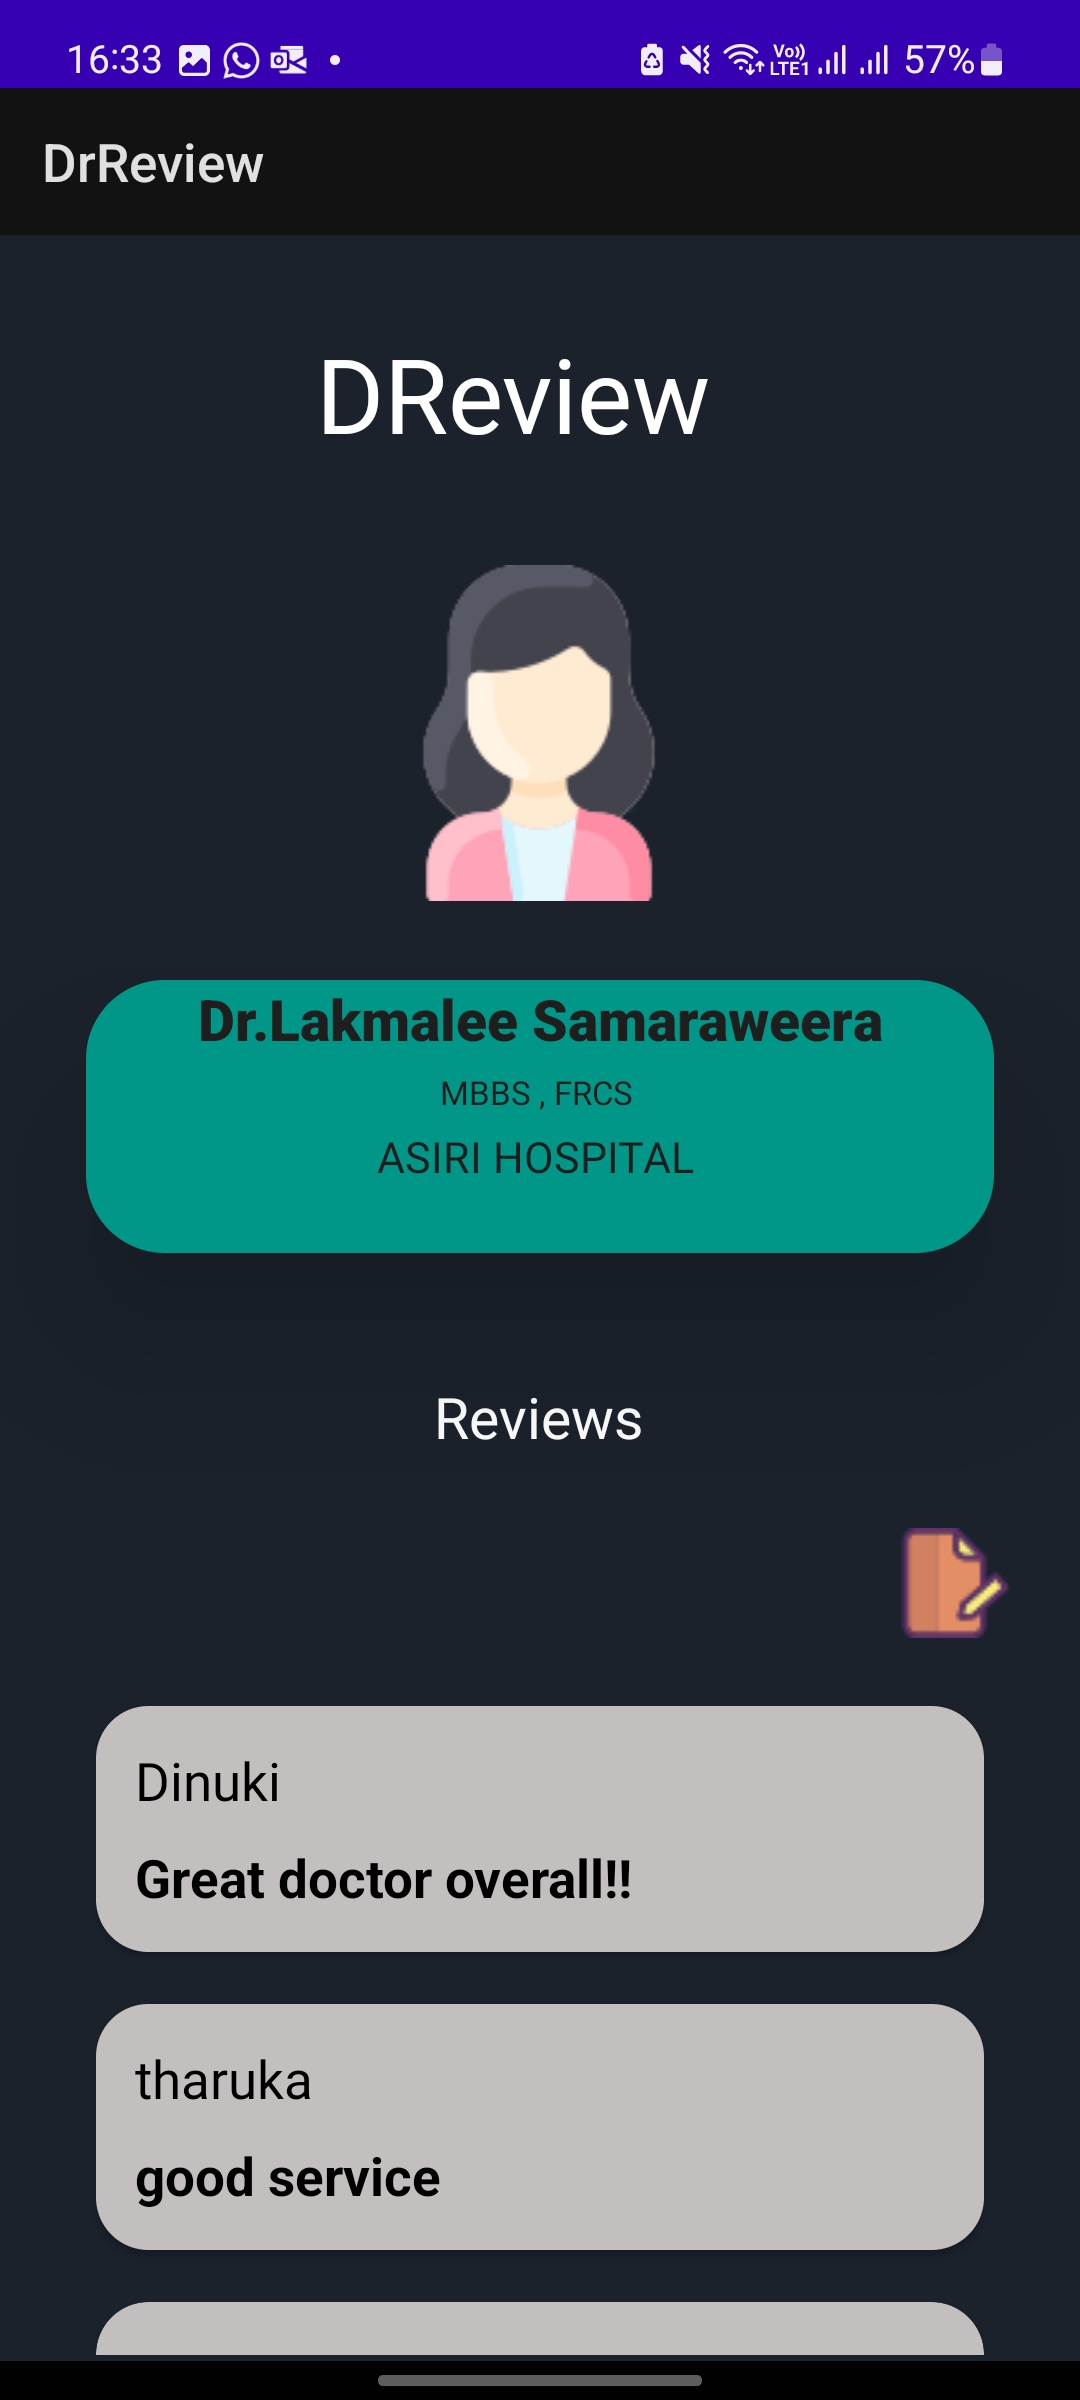 16:33
Vo)) LTE1
57%
DrReview
DReview
Dr.Lakmalee Samaraweera
MBBS , FRCS
ASIRI HOSPITAL
Reviews
Dinuki
Great doctor overall!!
tharuka
good service